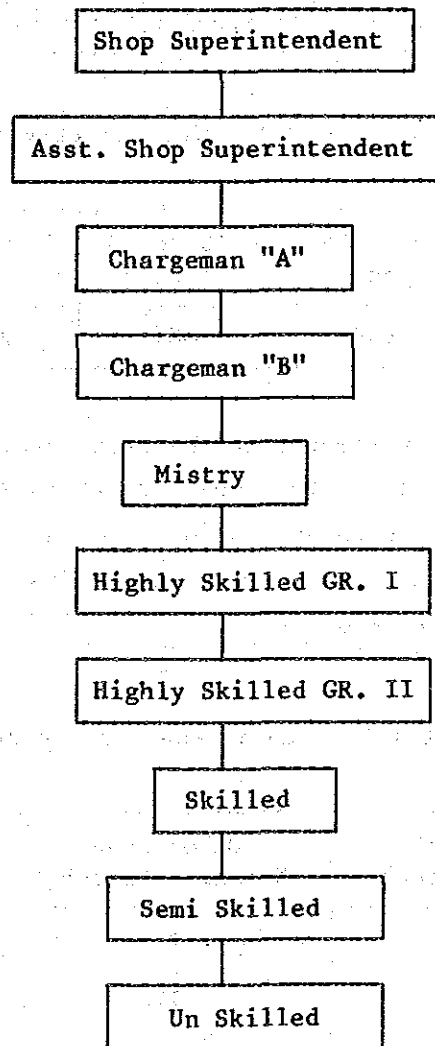 Shop Superintendent
Asst. Shop Superintendent
Chargeman "A"
Chargeman "B"
Mistry
Highly Skilled GR. I
Highly Skilled GR. II
Skilled
Semi Skilled
Un Skilled